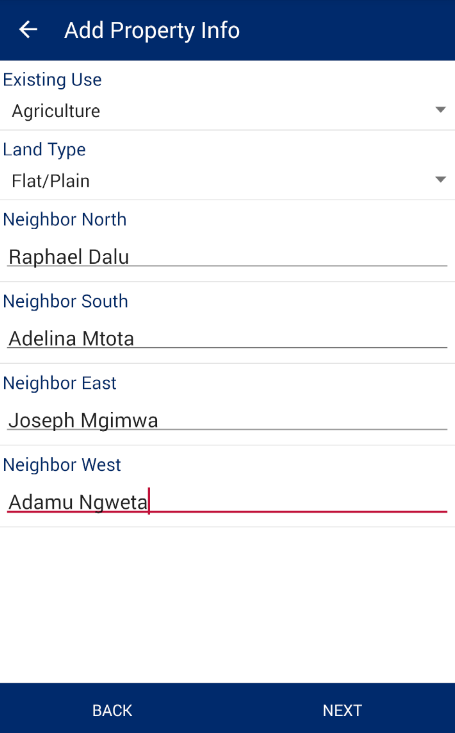 Add Property Info
Existing Use
Agriculture
Land Type
Flat/Plain
Neighbor North
Raphael Dalu
Neighbor South
Adelina Mtota
Neighbor East
Joseph Mgimwa
Neighbor West
Adamu Ngweta
BACK NEXT